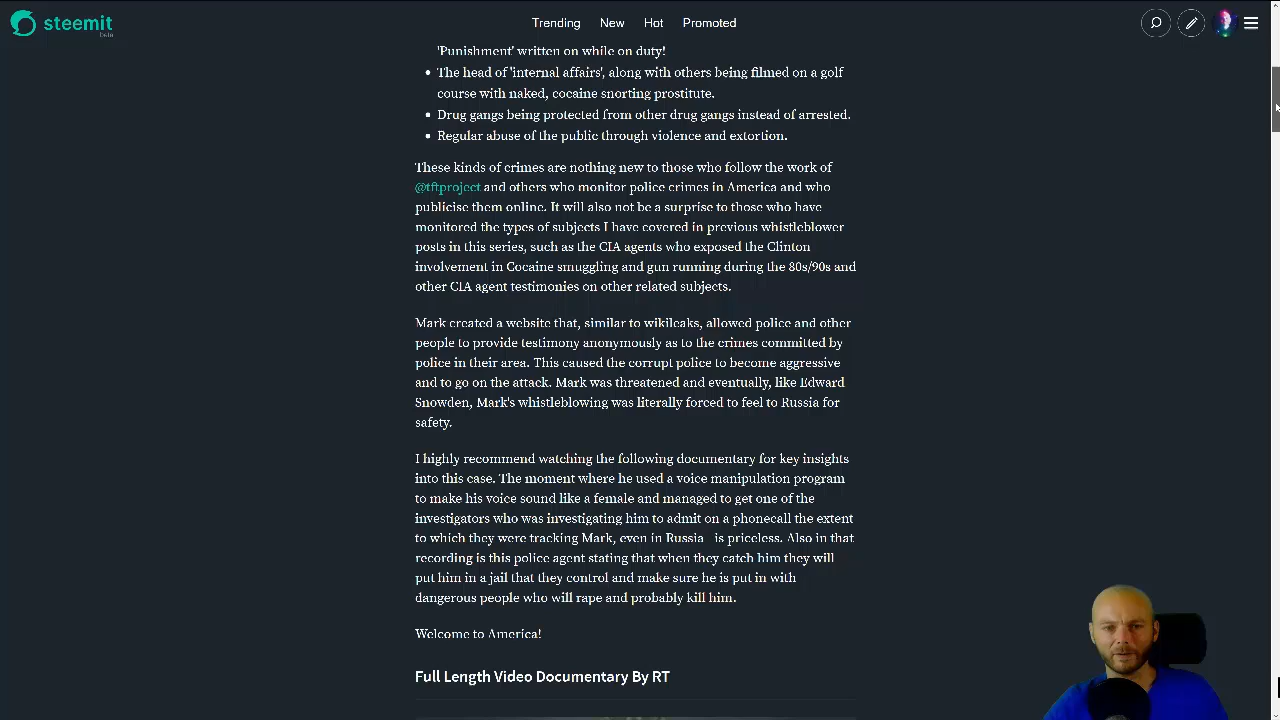 steemit
beta
Trending New Hot Promoted
'Punishment' written on while on duty!
The head of 'internal affairs', along with others being filmed on a golf
course with naked, cocaine snorting prostitute.
Drug gangs being protected from other drug gangs instead of arrested.
Regular abuse of the public through violence and extortion.
These kinds of crimes are nothing new to those who follow the work of
@tftproject and others who monitor police crimes in America and who
publicise them online. It will also not be a surprise to those who have
monitored the types of subjects I have covered in previous whistleblower
posts in this series, such as the CIA agents who exposed the Clinton
involvement in Cocaine smuggling and gun running during the 80s/90s and
other CIA agent testimonies on other related subjects.
Mark created a website that, similar to wikileaks, allowed police and other
people to provide testimony anonymously as to the crimes committed by
police in their area. This caused the corrupt police to become aggressive
and to go on the attack. Mark was threatened and eventually, like Edward
Snowden, Mark's whistleblowing was literally forced to feel to Russia for
safety.
I highly recommend watching the following documentary for key insights
into this case. The moment where he used a voice manipulation program
to make his voice sound like a female and managed to get one of the
investigators who was investigating him to admit on a phonecall the extent
to which they were tracking Mark, even in Russia is priceless. Also in that
recording is this police agent stating that when they catch him they will
put him in a jail that they control and make sure he is put in with
dangerous people who will rape and probably kill him.
Welcome to America!
Full Length Video Documentary By RT